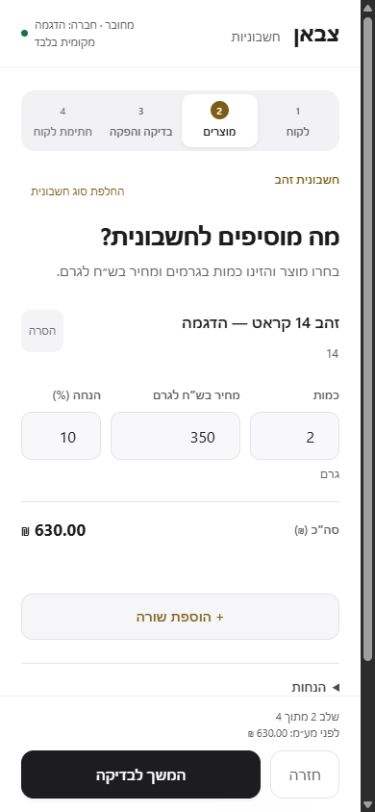 צבאן
חשבוניות
מחובר · חברה: הדגמה
מקומית בלבד
1
לקוח
2
מוצרים
3
בדיקה והפקה
4
חתימת לקוח
חשבונית זהב
החלפת סוג חשבונית
מה מוסיפים לחשבונית?
בחרו מוצר והזינו כמות בגרמים ומחיר בש״ח לגרם.
זהב 14 קראט — הדגמה
הסרה
14
כמות
מחיר בש״ח לגרם
הנחה (%)
2
350
10
גרם
סה״כ (₪)
630.00 ₪
+ הוספת שורה
◀ הנחות
שלב 2 מתוך 4
לפני מע״מ: 630.00 ₪
חזרה
המשך לבדיקה